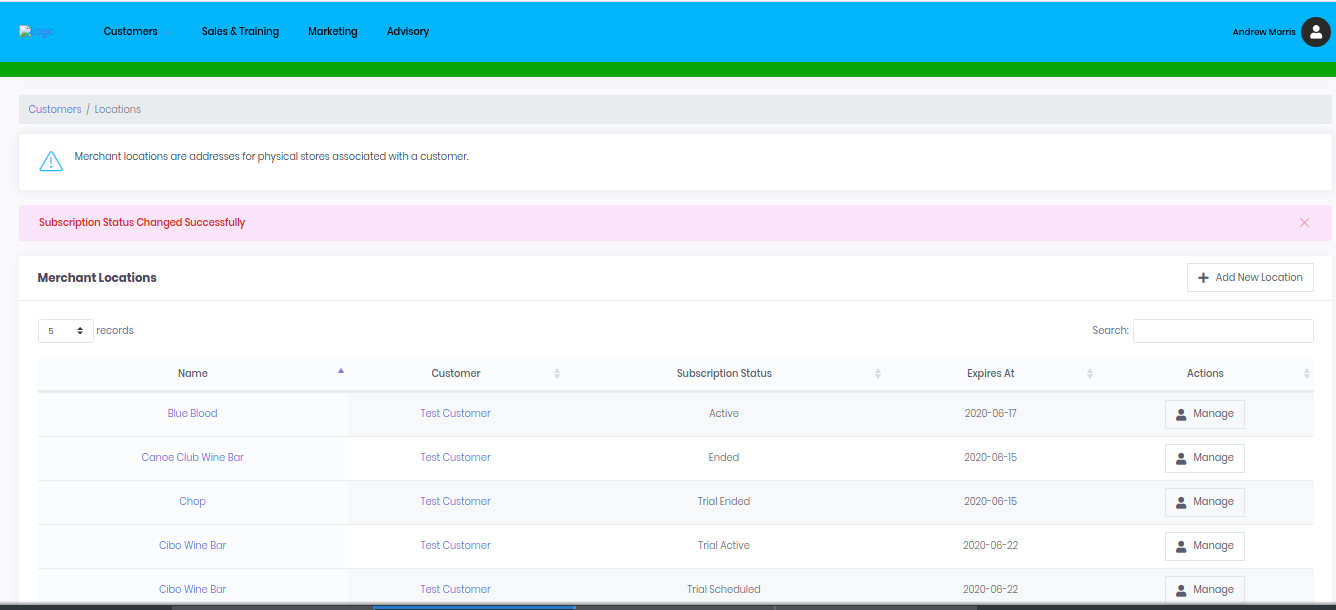 Logo Customers Sales & Training Marketing Advisory Andrew Morris
Customers / Locations
Merchant locations are addresses for physical stores associated with a customer.
Subscription Status Changed Successfully
Merchant Locations Add New Location
5 records Search:
Name Customer Subscription Status Expires At Actions
Blue Blood Test Customer Active 2020-06-17 Manage
Canoe Club Wine Bar Test Customer Ended 2020-06-15 Manage
Chop Test Customer Trial Ended 2020-06-15 Manage
Cibo Wine Bar Test Customer Trial Active 2020-06-22 Manage
Cibo Wine Bar Test Customer Trial Scheduled 2020-06-22 Manage